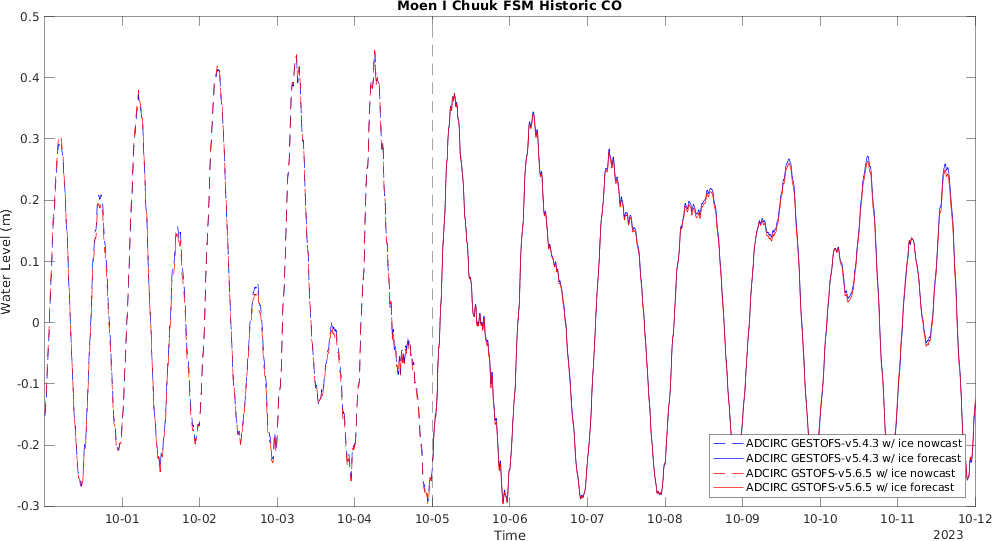 Moen I Chuuk FSM Historic CO
0.5
0.4
0.3
0.2
0.1
0
-0.1
-0.2
-0.3
Water Level (m)
ADCIRC GESTOFS-v5.4.3 w/ ice nowcast
ADCIRC GESTOFS-v5.4.3 w/ ice forecast
ADCIRC GSTOFS-v5.6.5 w/ ice nowcast
ADCIRC GSTOFS-v5.6.5 w/ ice forecast
10-01 10-02 10-03 10-04 10-05 10-06 10-07 10-08 10-09 10-10 10-11 10-12
Time
2023